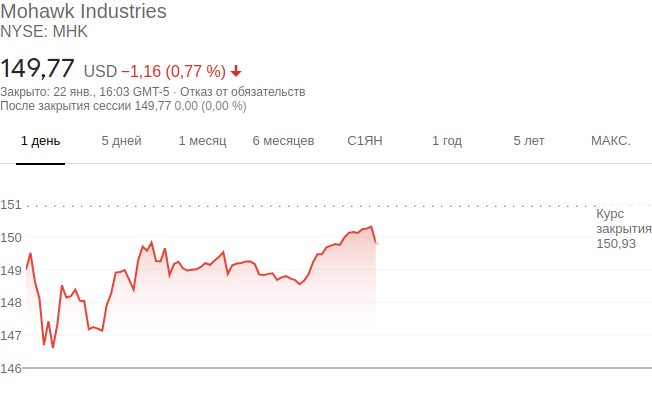 Mohawk Industries
NYSE: MHK
149,77 USD −1,16 (0,77 %)
Закрыто: 22 янв., 16:03 GMT-5 · Отказ от обязательств
После закрытия сессии 149,77 0,00 (0,00 %)
1 день 5 дней 1 месяц 6 месяцев С1ЯН 1 год 5 лет МАКС.
151
Курс
закрытия
150,93
150
149
148
147
146